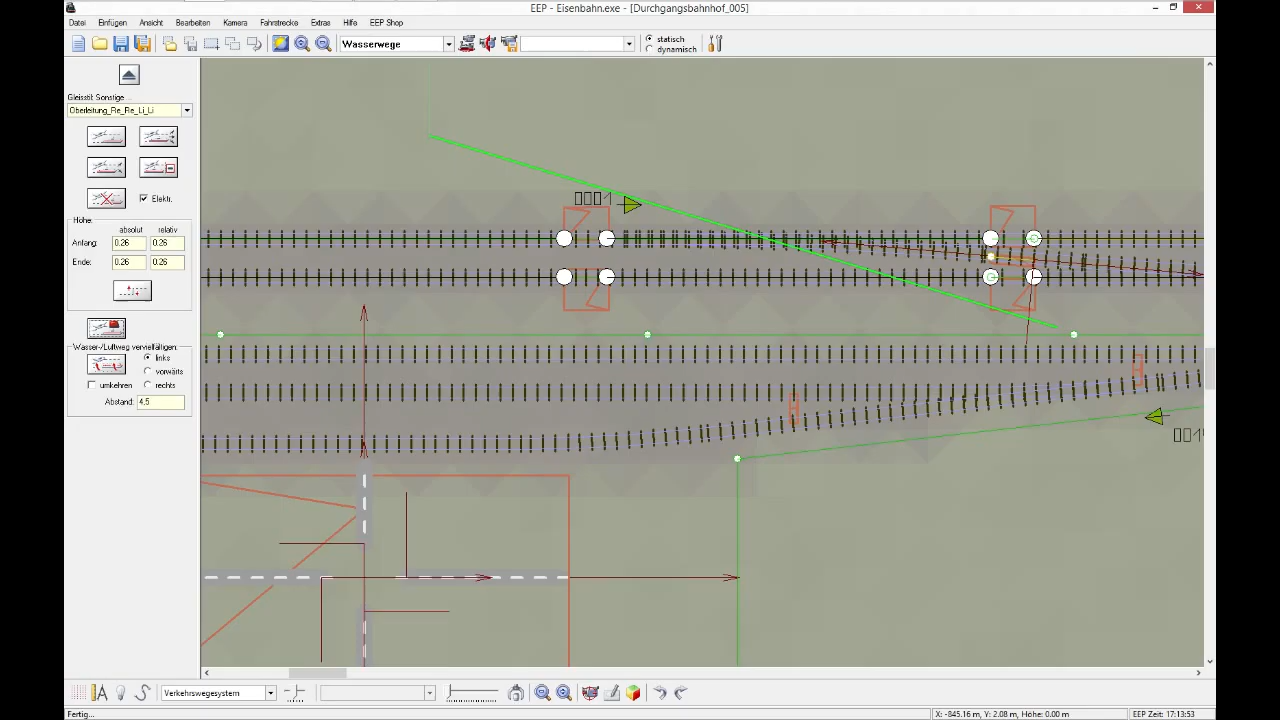 EEP - Eisenbahn.exe - [Durchgangsbahnhof_005]
Datei Einfügen Ansicht Bearbeiten Kamera Fahrstrecke Extras Hilfe EEP Shop
Wasserwege
statisch
dynamisch
Gleisstil: Sonstige...
Oberleitung_Re_Re_Li_Li
Elektr.
Höhe:
absolut relativ
Anfang: 0.26 0.26
Ende: 0.26 0.26
Wasser-/Luftweg vervielfältigen:
links
vorwärts
umkehren rechts
Abstand: 4,5
0001
Verkehrswegesystem
Fertig...
X: -845.16 m, Y: 2.08 m, Höhe: 0.00 m
EEP Zeit: 17:13:53